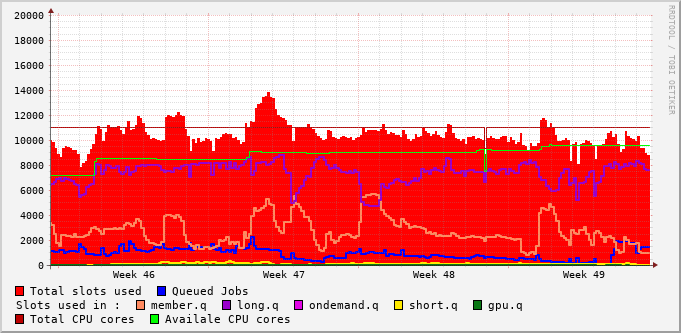 20000
18000
16000
14000
12000
10000
8000
6000
4000
2000
0
Week 46 Week 47 Week 48 Week 49
RRDTOOL / TOBI OETIKER
Total slots used Queued Jobs
Slots used in : member.q long.q ondemand.q short.q gpu.q
Total CPU cores Availale CPU cores